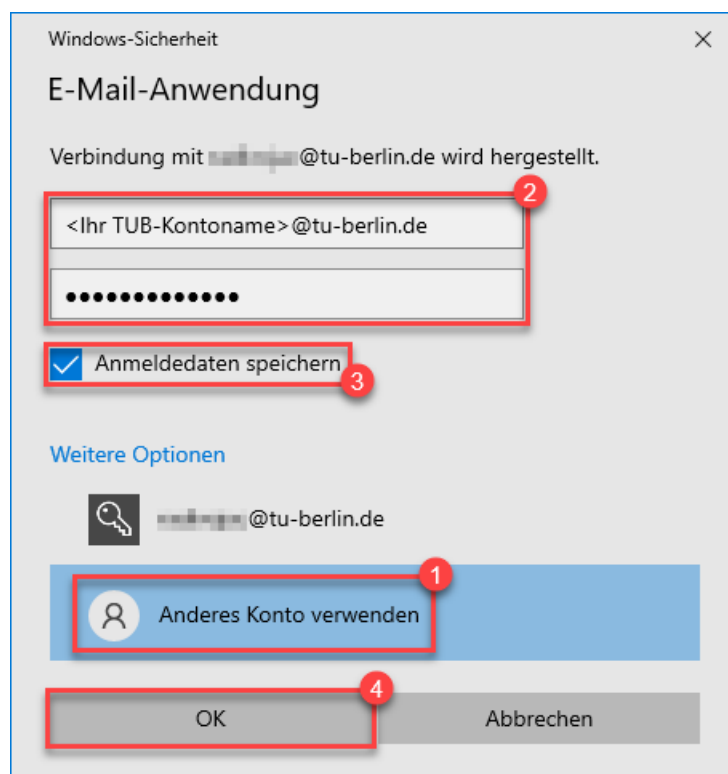 Windows-Sicherheit
E-Mail-Anwendung
Verbindung mit @tu-berlin.de wird hergestellt.
2
<Ihr TUB-Kontoname>@tu-berlin.de
•••••••••••••
Anmeldedaten speichern
3
Weitere Optionen
@tu-berlin.de
1
Anderes Konto verwenden
4
OK
Abbrechen